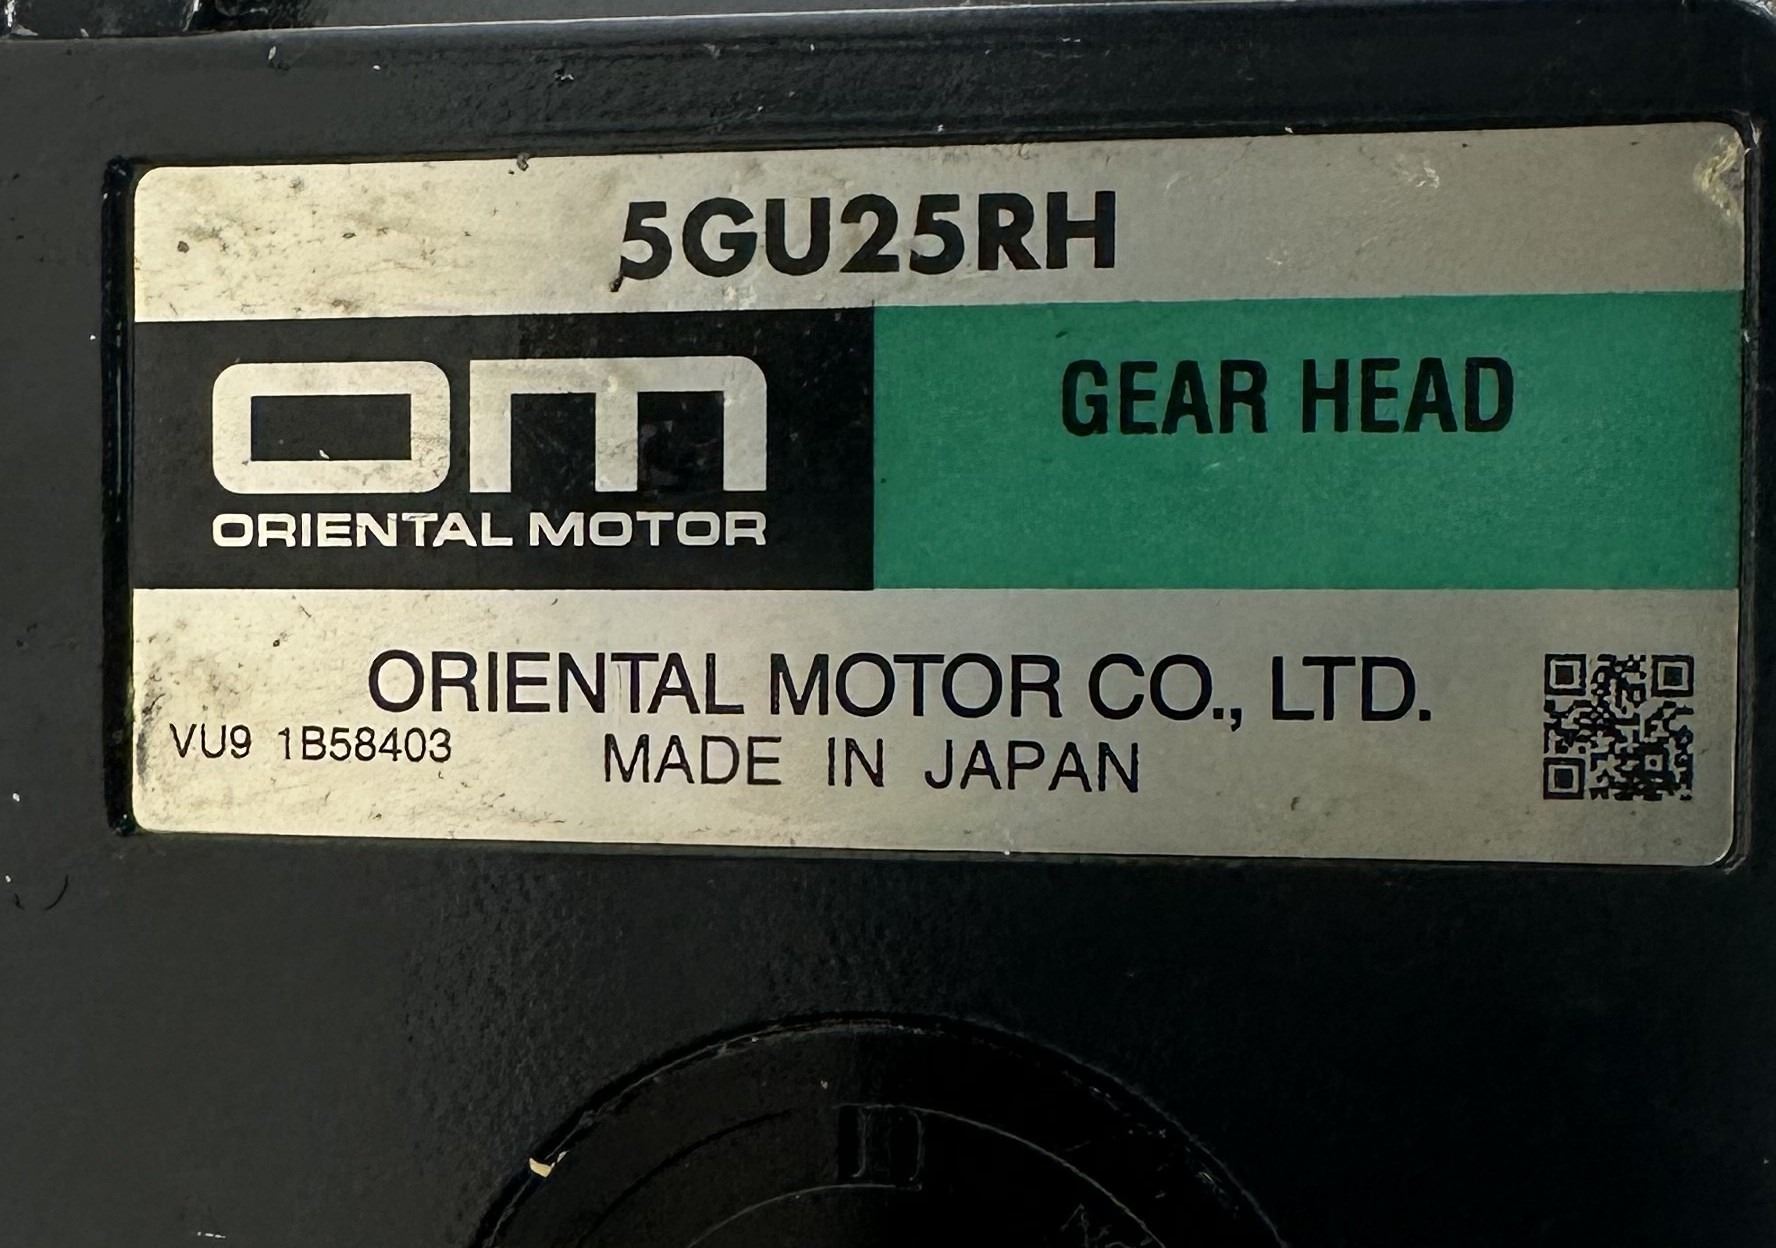 5GU25RH
om
ORIENTAL MOTOR
GEAR HEAD
ORIENTAL MOTOR CO., LTD.
VU9 1B58403
MADE IN JAPAN